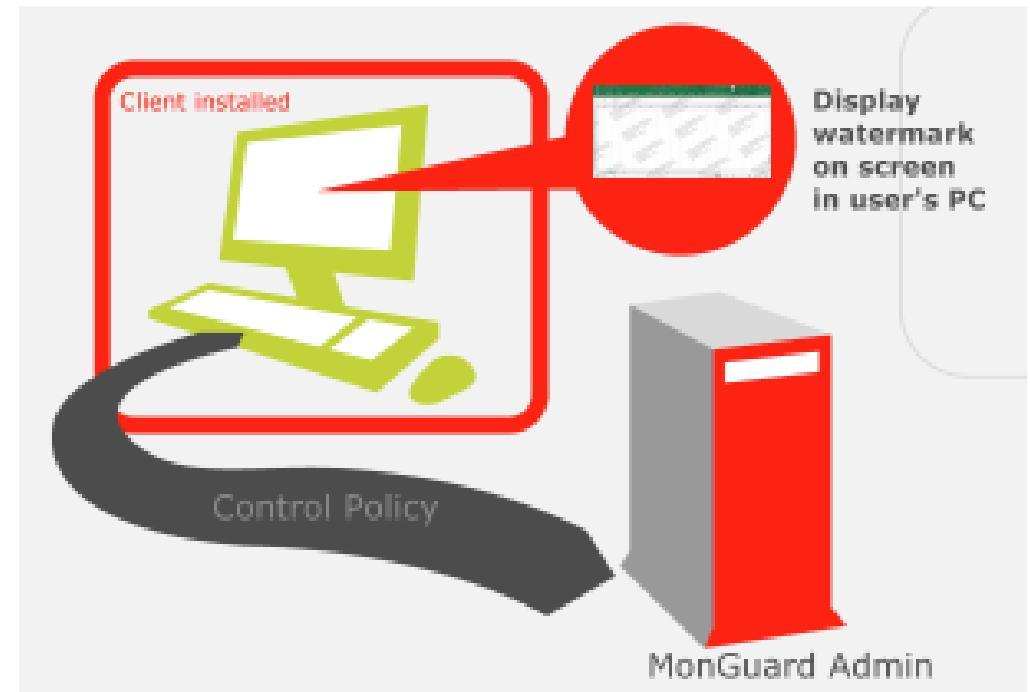 Client installed
Display
watermark
on screen
in user's PC
Control Policy
MonGuard Admin